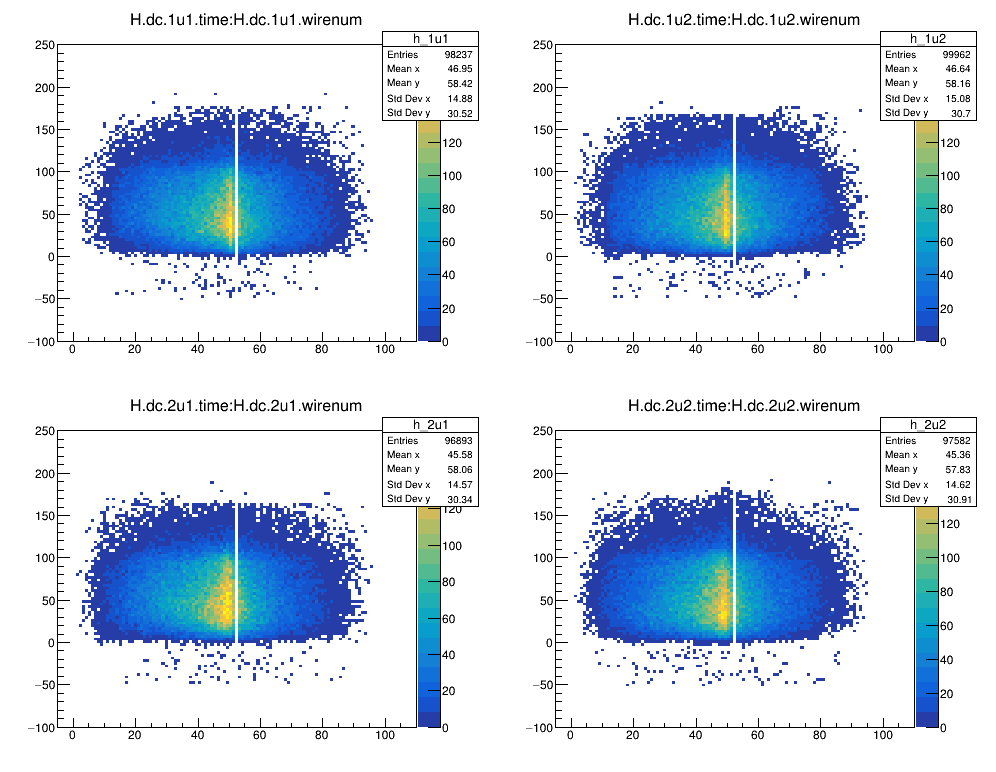 H.dc.1u1.time:H.dc.1u1.wirenum
h_1u1
Entries 98237
Mean x 46.95
Mean y 58.42
Std Dev x 14.88
Std Dev y 30.52
250
200
150
100
50
0
−50
−100
0 20 40 60 80 100
120
100
80
60
40
20
0
H.dc.1u2.time:H.dc.1u2.wirenum
h_1u2
Entries 99962
Mean x 46.64
Mean y 58.16
Std Dev x 15.08
Std Dev y 30.7
250
200
150
100
50
0
−50
−100
0 20 40 60 80 100
120
100
80
60
40
20
0
H.dc.2u1.time:H.dc.2u1.wirenum
h_2u1
Entries 96893
Mean x 45.58
Mean y 58.06
Std Dev x 14.57
Std Dev y 30.34
250
200
150
100
50
0
−50
−100
0 20 40 60 80 100
120
100
80
60
40
20
0
H.dc.2u2.time:H.dc.2u2.wirenum
h_2u2
Entries 97582
Mean x 45.36
Mean y 57.83
Std Dev x 14.62
Std Dev y 30.91
250
200
150
100
50
0
−50
−100
0 20 40 60 80 100
120
100
80
60
40
20
0